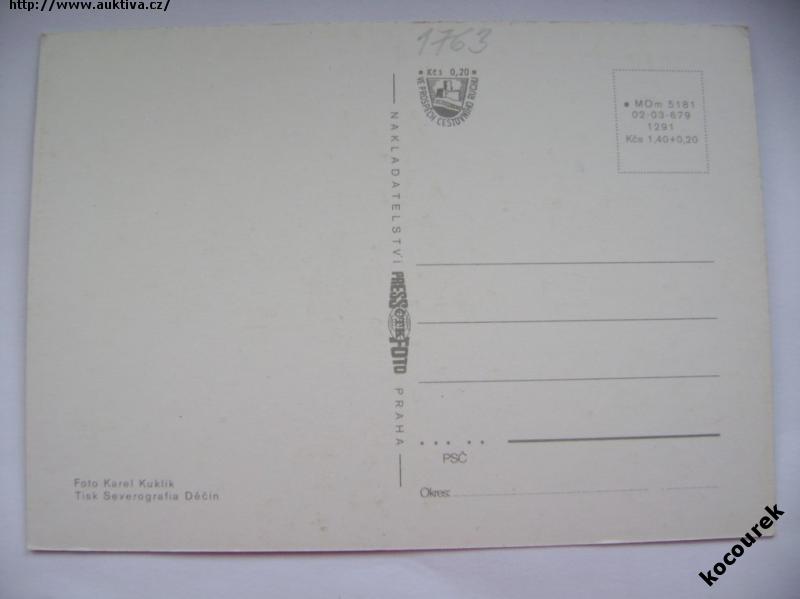 http://www.auktiva.cz/
1763
Kčs 0,20
VE PROSPĚCH CESTOVNÍHO RUCHU
MOm 5181
02-03-679
1291
Kčs 1,40+0,20
NAKLADATELSTVÍ PRESSFOTO PRAHA
ČTK
PSČ
Okres:
Foto Karel Kuklík
Tisk Severografia Děčín
kocourek